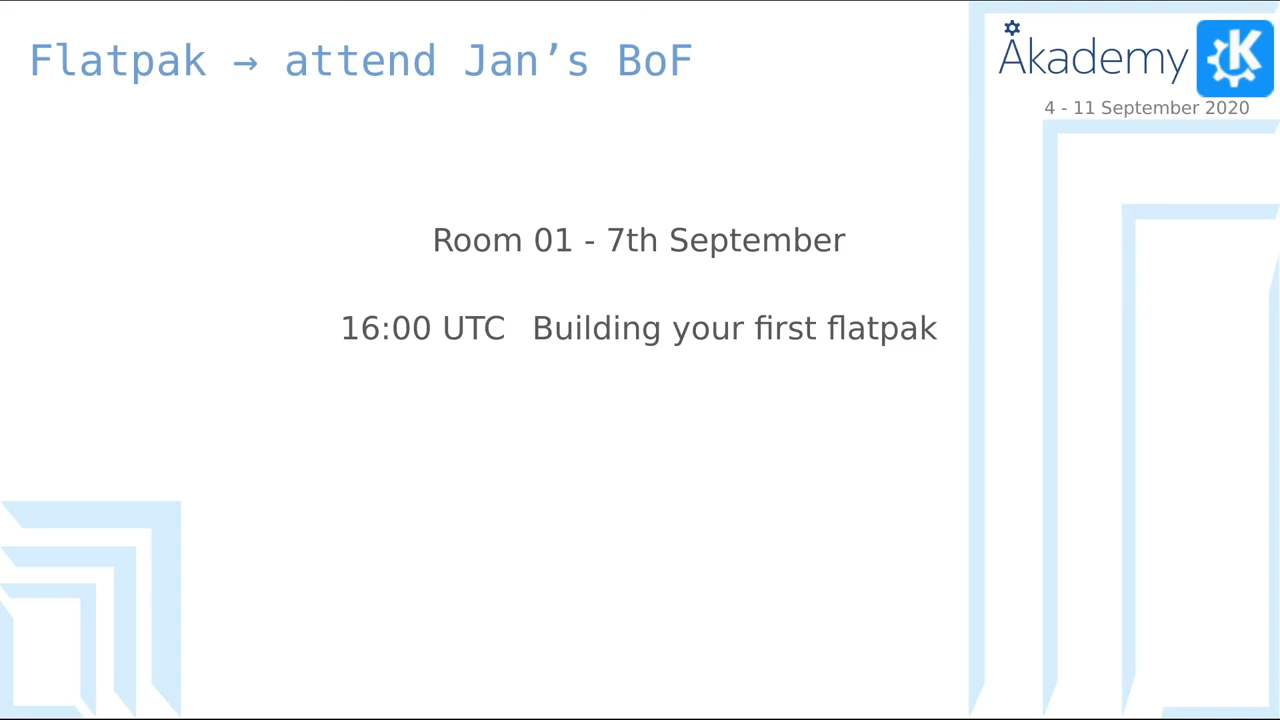 Flatpak → attend Jan’s BoF
Akademy
4 - 11 September 2020
Room 01 - 7th September
16:00 UTC Building your first flatpak